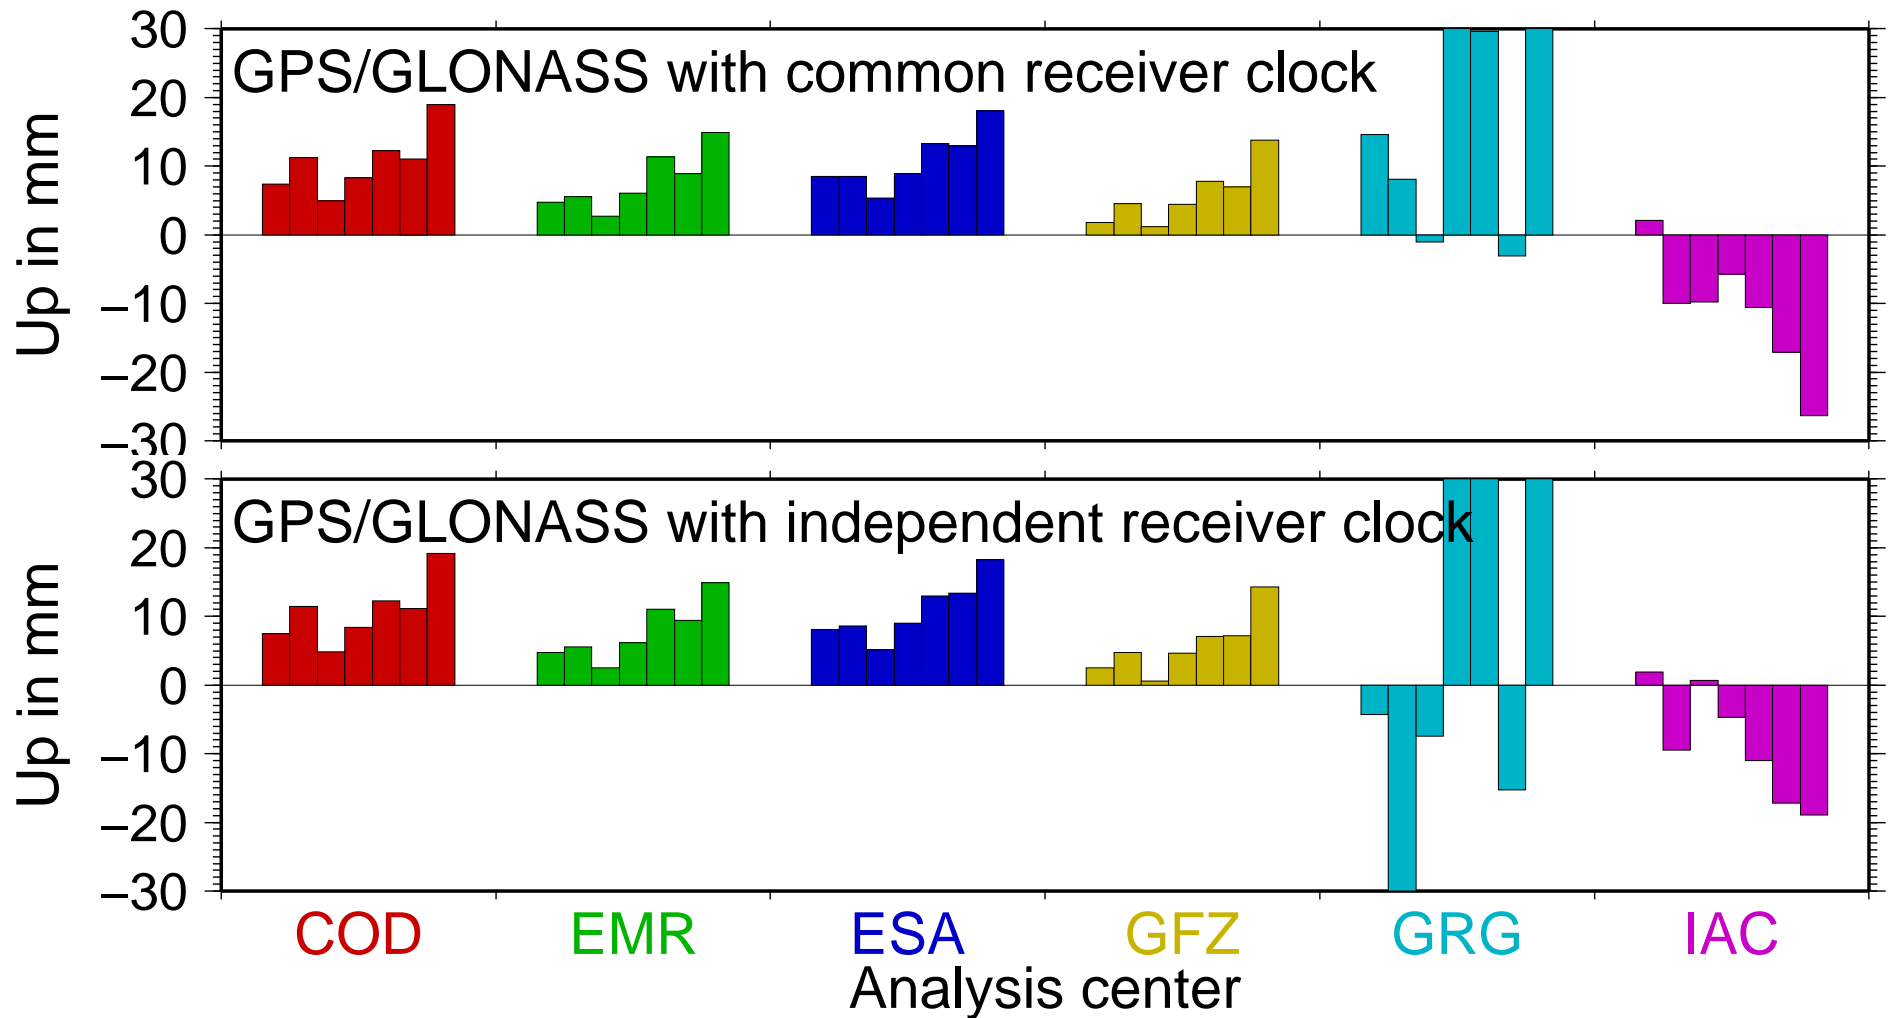 Up in mm
30
20
10
0
−10
−20
−30
GPS/GLONASS with common receiver clock
Up in mm
30
20
10
0
−10
−20
−30
GPS/GLONASS with independent receiver clock
COD EMR ESA GFZ GRG IAC
Analysis center